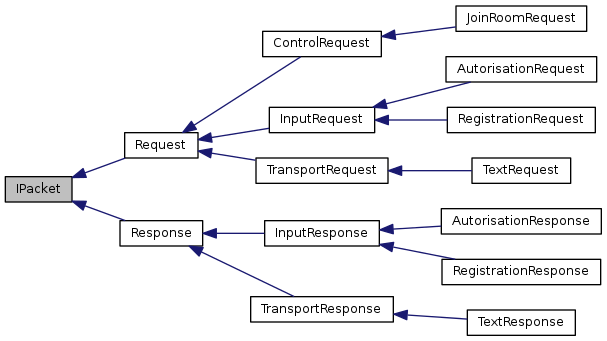 JoinRoomRequest
ControlRequest
AutorisationRequest
InputRequest
RegistrationRequest
Request
TransportRequest
TextRequest
IPacket
AutorisationResponse
Response
InputResponse
RegistrationResponse
TransportResponse
TextResponse